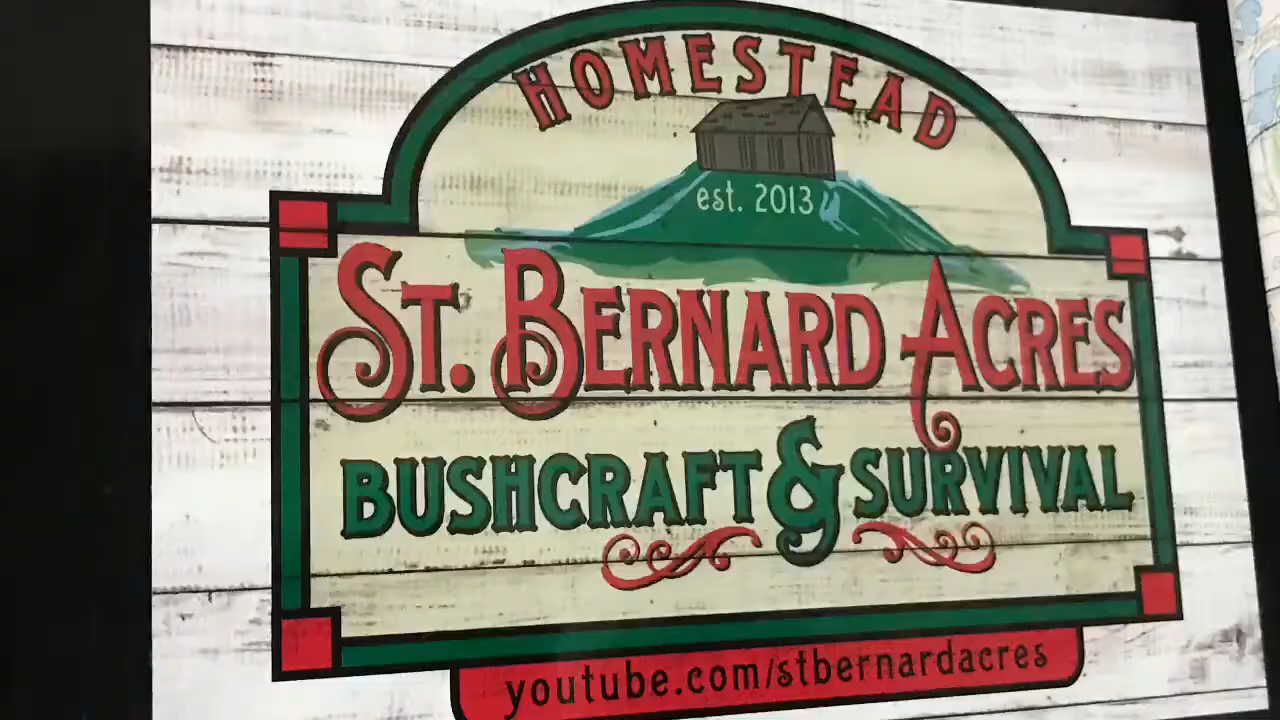 HOMESTEAD
est. 2013
ST. BERNARD ACRES
BUSHCRAFT & SURVIVAL
youtube.com/stbernardacres